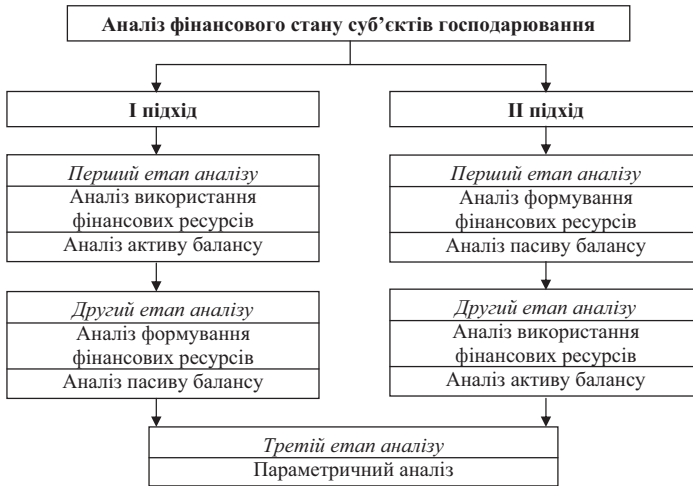 Аналіз фінансового стану суб’єктів господарювання
І підхід
Перший етап аналізу
Аналіз використання
фінансових ресурсів
Аналіз активу балансу
Другий етап аналізу
Аналіз формування
фінансових ресурсів
Аналіз пасиву балансу
ІІ підхід
Перший етап аналізу
Аналіз формування
фінансових ресурсів
Аналіз пасиву балансу
Другий етап аналізу
Аналіз використання
фінансових ресурсів
Аналіз активу балансу
Третій етап аналізу
Параметричний аналіз